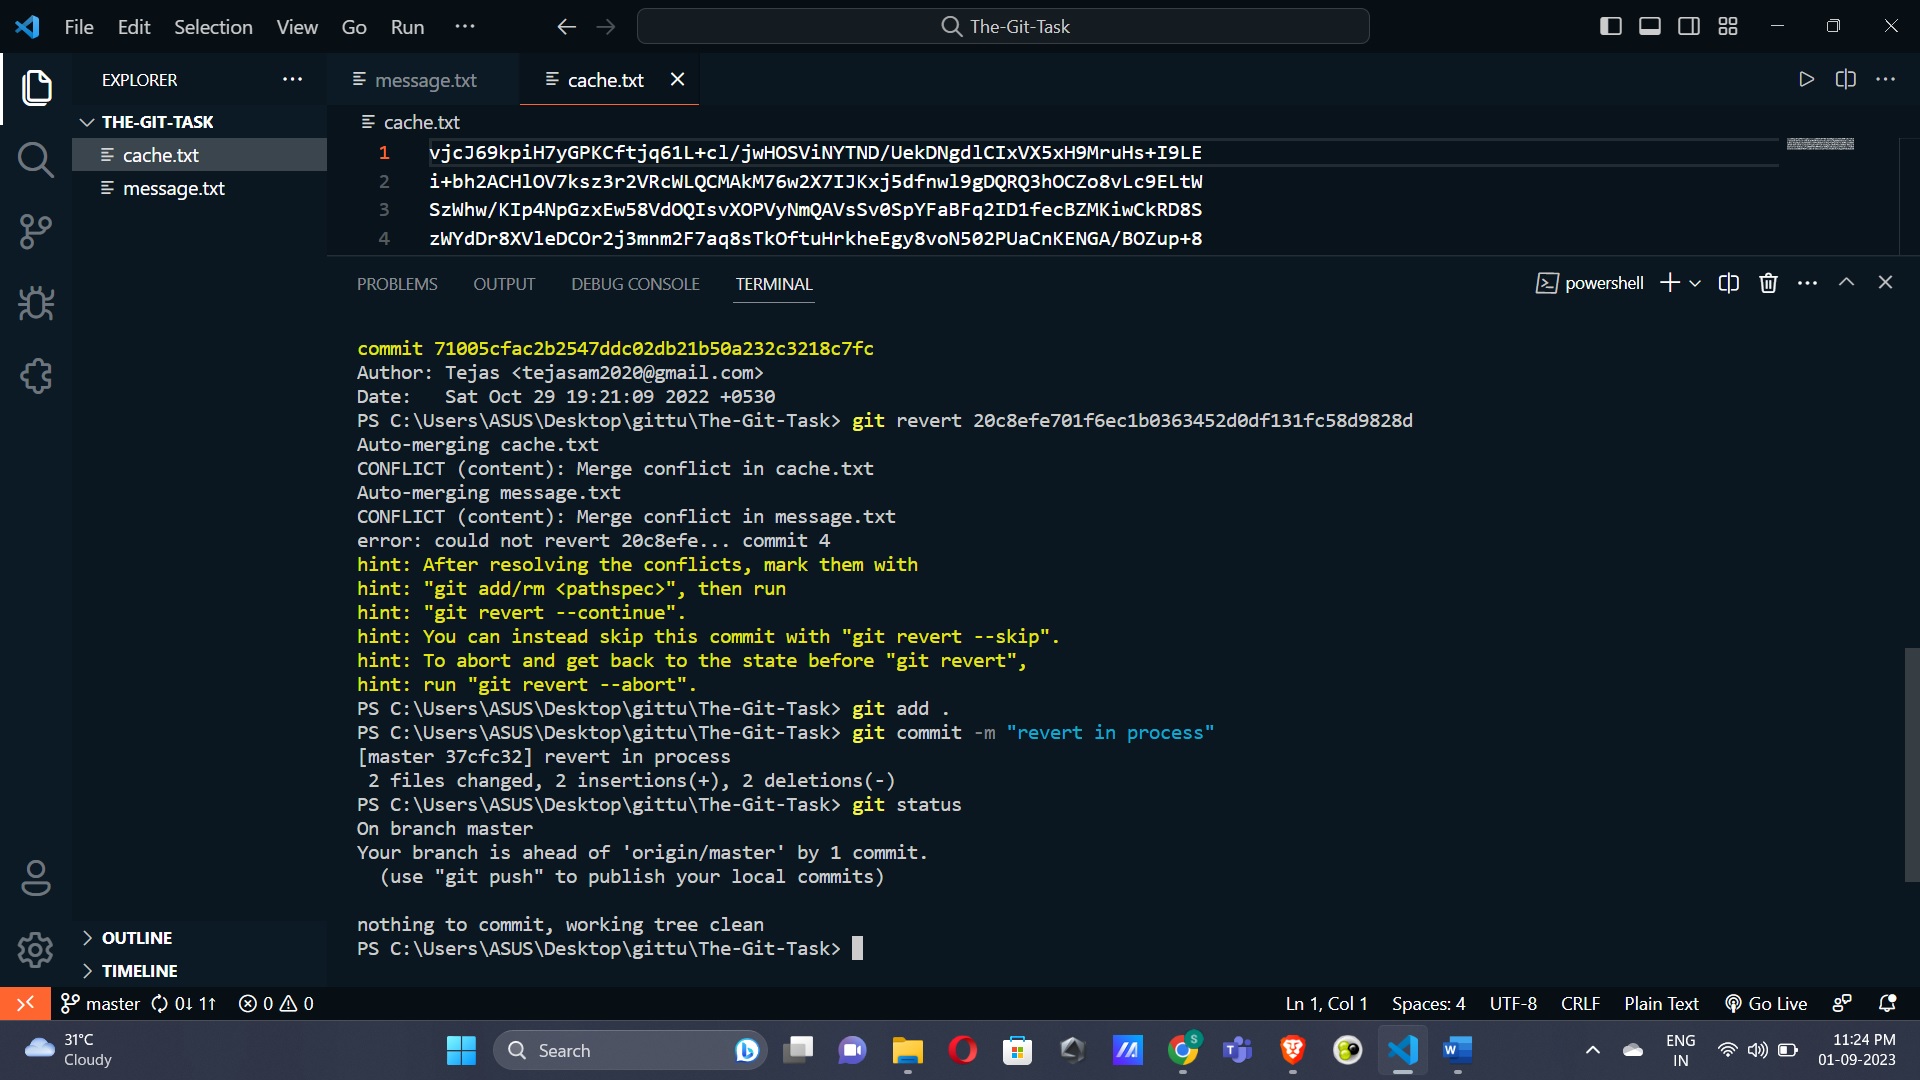 File Edit Selection View Go Run ···
The-Git-Task
EXPLORER
THE-GIT-TASK
cache.txt
message.txt
OUTLINE
TIMELINE
message.txt
cache.txt
cache.txt
1 vjcJ69kpiH7yGPKCftjq61L+cl/jwHOSViNYTND/UekDNgdlCIxVX5xH9MruHs+I9LE
2 i+bh2ACHlOV7ksz3r2VRcWLQCMAkM76w2X7IJKxj5dfnwl9gDQRQ3hOCZo8vLc9ELtW
3 SzWhw/KIp4NpGzxEw58VdOQIsvXOPVyNmQAVsSv0SpYFaBFq2ID1fecBZMKiwCkRD8S
4 zWYdDr8XVleDCOr2j3mnm2F7aq8sTkOftuHrkheEgy8voN502PUaCnKENGA/BOZup+8
PROBLEMS OUTPUT DEBUG CONSOLE TERMINAL
powershell
commit 71005cfac2b2547ddc02db21b50a232c3218c7fc
Author: Tejas <tejasam2020@gmail.com>
Date:   Sat Oct 29 19:21:09 2022 +0530
PS C:\Users\ASUS\Desktop\gittu\The-Git-Task> git revert 20c8efe701f6ec1b0363452d0df131fc58d9828d
Auto-merging cache.txt
CONFLICT (content): Merge conflict in cache.txt
Auto-merging message.txt
CONFLICT (content): Merge conflict in message.txt
error: could not revert 20c8efe... commit 4
hint: After resolving the conflicts, mark them with
hint: "git add/rm <pathspec>", then run
hint: "git revert --continue".
hint: You can instead skip this commit with "git revert --skip".
hint: To abort and get back to the state before "git revert",
hint: run "git revert --abort".
PS C:\Users\ASUS\Desktop\gittu\The-Git-Task> git add .
PS C:\Users\ASUS\Desktop\gittu\The-Git-Task> git commit -m "revert in process"
[master 37cfc32] revert in process
 2 files changed, 2 insertions(+), 2 deletions(-)
PS C:\Users\ASUS\Desktop\gittu\The-Git-Task> git status
On branch master
Your branch is ahead of 'origin/master' by 1 commit.
  (use "git push" to publish your local commits)
nothing to commit, working tree clean
PS C:\Users\ASUS\Desktop\gittu\The-Git-Task>
master 0↓ 1↑ 0 0
Ln 1, Col 1 Spaces: 4 UTF-8 CRLF Plain Text Go Live
31°C
Cloudy
Search
ENG
IN
11:24 PM
01-09-2023